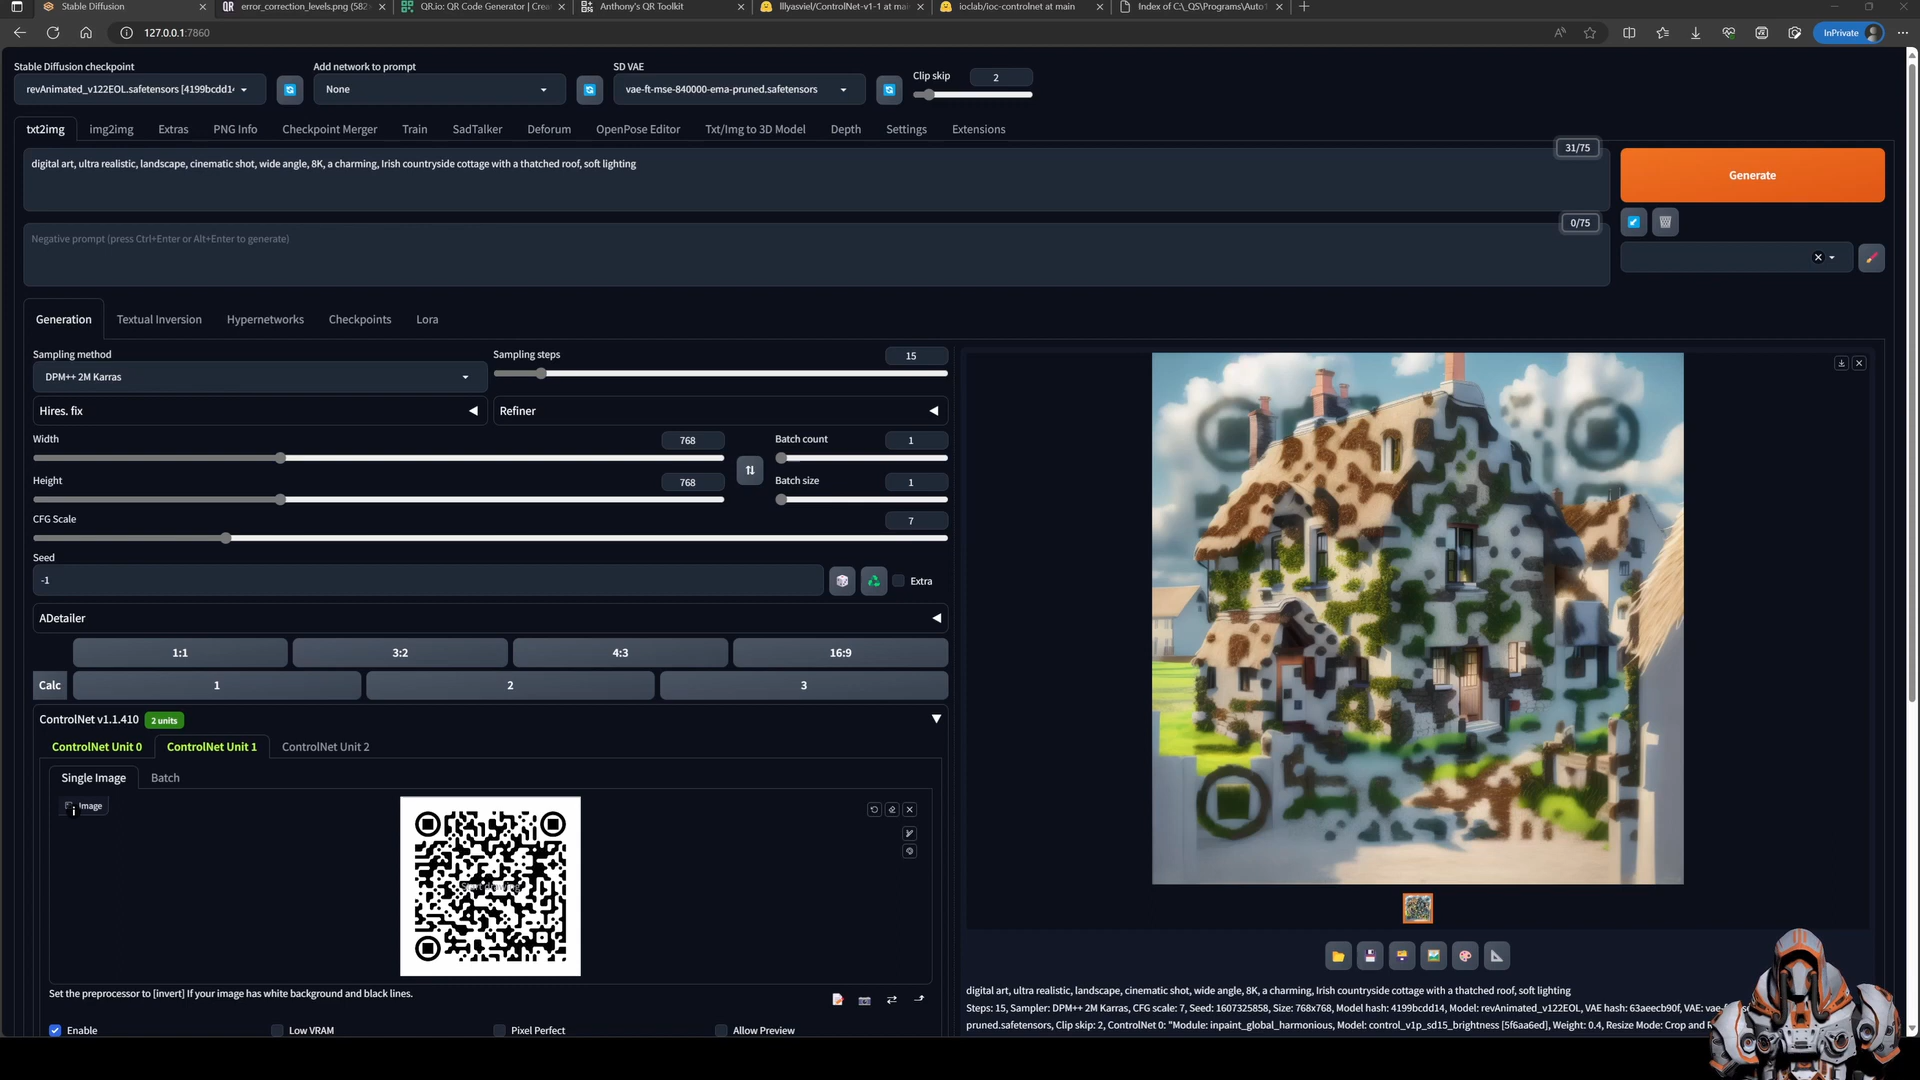 Stable Diffusion
error_correction_levels.png (582
QR.io: QR Code Generator | Crea
Anthony's QR Toolkit
lllyasviel/ControlNet-v1-1 at mai
ioclab/ioc-controlnet at main
Index of C:\_QS\Programs\Auto1
127.0.0.1:7860
InPrivate
Stable Diffusion checkpoint
Add network to prompt
SD VAE
Clip skip
2
revAnimated_v122EOL.safetensors [4199bcdd14
None
vae-ft-mse-840000-ema-pruned.safetensors
txt2img
img2img
Extras
PNG Info
Checkpoint Merger
Train
SadTalker
Deforum
OpenPose Editor
Txt/Img to 3D Model
Depth
Settings
Extensions
31/75
digital art, ultra realistic, landscape, cinematic shot, wide angle, 8K, a charming, Irish countryside cottage with a thatched roof, soft lighting
Generate
0/75
Negative prompt (press Ctrl+Enter or Alt+Enter to generate)
Generation
Textual Inversion
Hypernetworks
Checkpoints
Lora
Sampling method
Sampling steps
15
DPM++ 2M Karras
Hires. fix
Refiner
Width
768
Batch count
1
Height
768
Batch size
1
CFG Scale
7
Seed
-1
Extra
ADetailer
1:1
3:2
4:3
16:9
Calc
1
2
3
ControlNet v1.1.410
2 units
ControlNet Unit 0
ControlNet Unit 1
ControlNet Unit 2
Single Image
Batch
Image
Set the preprocessor to [invert] If your image has white background and black lines.
Enable
Low VRAM
Pixel Perfect
Allow Preview
digital art, ultra realistic, landscape, cinematic shot, wide angle, 8K, a charming, Irish countryside cottage with a thatched roof, soft lighting
Steps: 15, Sampler: DPM++ 2M Karras, CFG scale: 7, Seed: 1607325858, Size: 768x768, Model hash: 4199bcdd14, Model: revAnimated_v122EOL, VAE hash: 63aeecb90f, VAE: vae-f
pruned.safetensors, Clip skip: 2, ControlNet 0: "Module: inpaint_global_harmonious, Model: control_v1p_sd15_brightness [5f6aa6ed], Weight: 0.4, Resize Mode: Crop and R